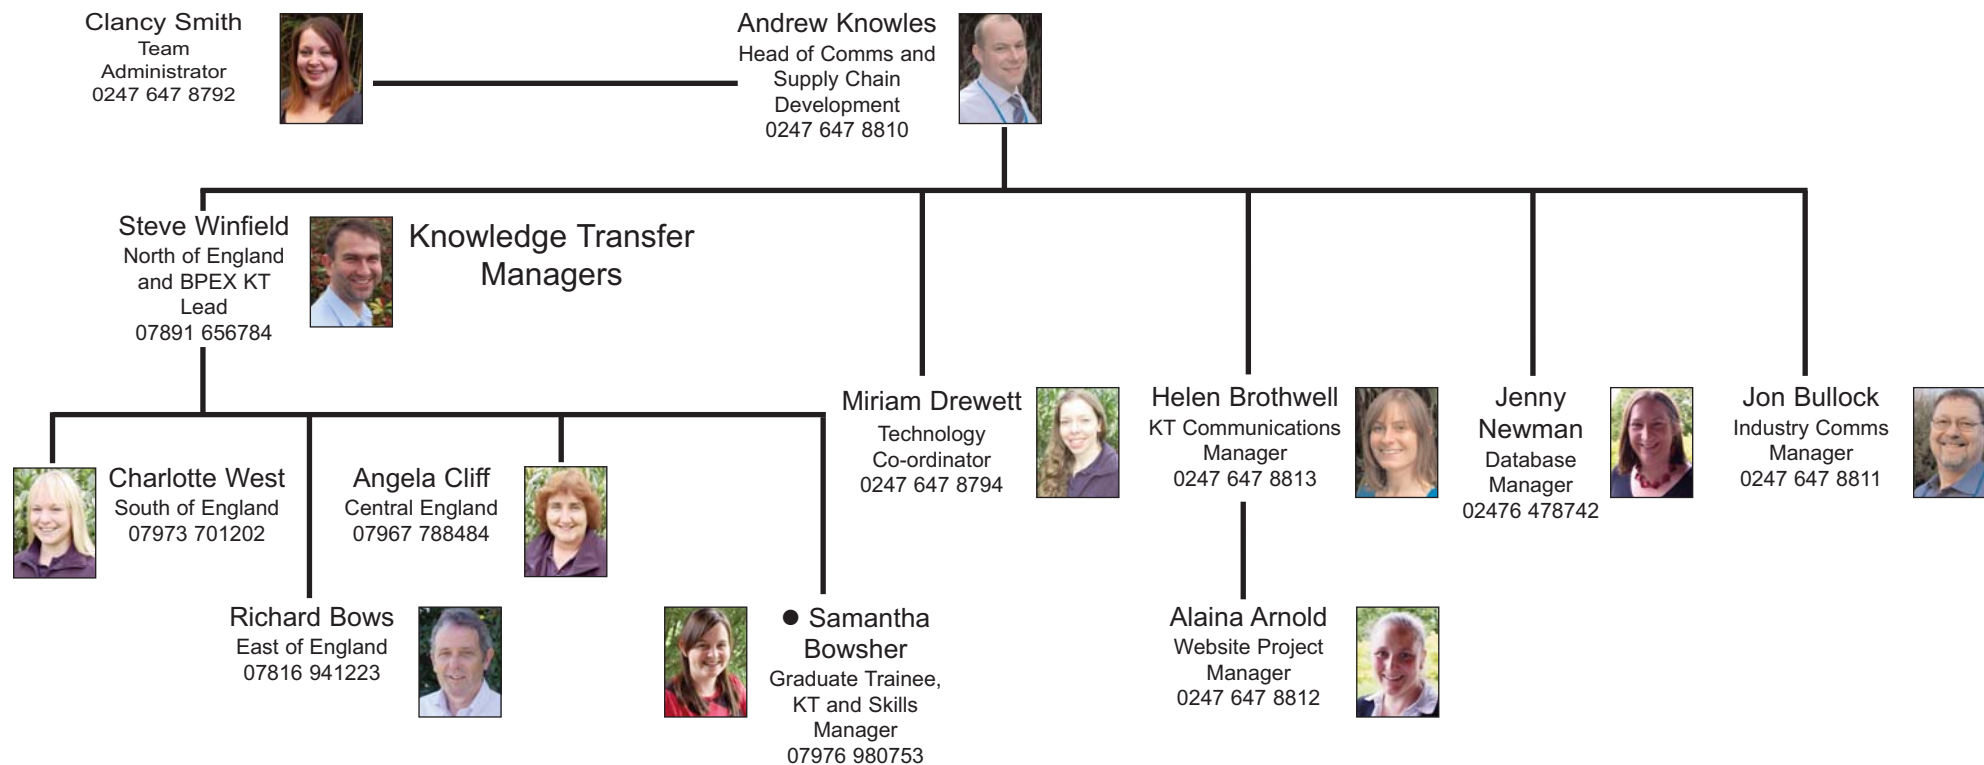 Clancy Smith
Team
Administrator
0247 647 8792
Andrew Knowles
Head of Comms and
Supply Chain
Development
0247 647 8810
Steve Winfield
North of England
and BPEX KT
Lead
07891 656784
Knowledge Transfer
Managers
Miriam Drewett
Technology
Co-ordinator
0247 647 8794
Helen Brothwell
KT Communications
Manager
0247 647 8813
Jenny
Newman
Database
Manager
02476 478742
Jon Bullock
Industry Comms
Manager
0247 647 8811
Charlotte West
South of England
07973 701202
Angela Cliff
Central England
07967 788484
Richard Bows
East of England
07816 941223
● Samantha
Bowsher
Graduate Trainee,
KT and Skills
Manager
07976 980753
Alaina Arnold
Website Project
Manager
0247 647 8812